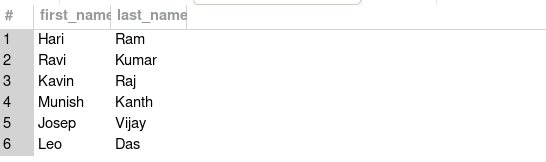 # first_name last_name
1 Hari Ram
2 Ravi Kumar
3 Kavin Raj
4 Munish Kanth
5 Josep Vijay
6 Leo Das